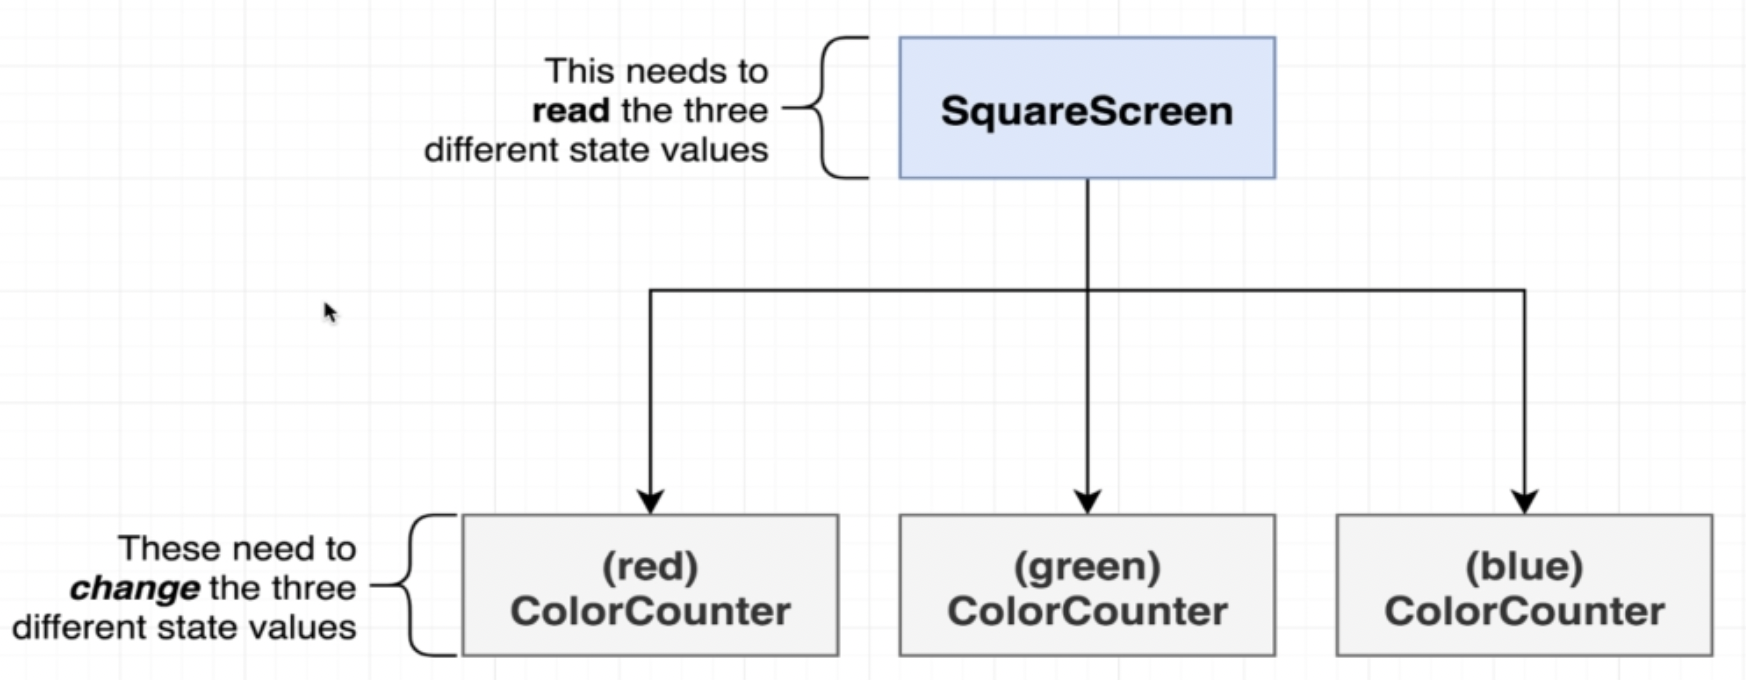 This needs to
read the three
different state values
SquareScreen
These need to
change the three
different state values
(red)
ColorCounter
(green)
ColorCounter
(blue)
ColorCounter